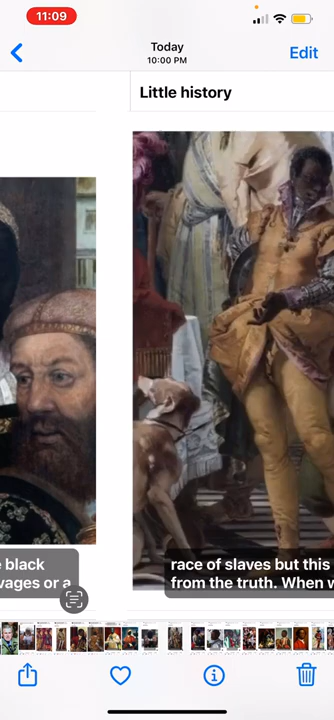 11:09
Today
10:00 PM
Edit
Little history
black
vages or a
race of slaves but this
from the truth. When